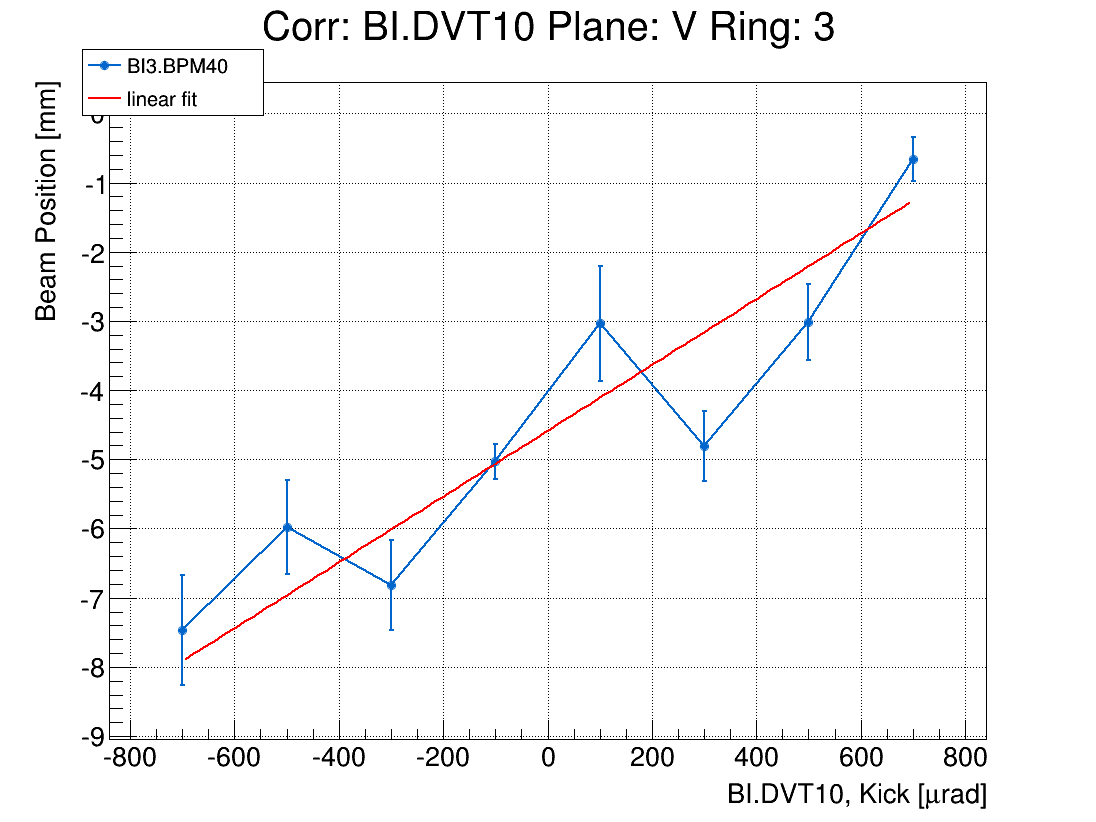 Corr: BI.DVT10 Plane: V Ring: 3
BI3.BPM40
linear fit
Beam Position [mm]
0
-1
-2
-3
-4
-5
-6
-7
-8
-9
-800 -600 -400 -200 0 200 400 600 800
BI.DVT10, Kick [μrad]